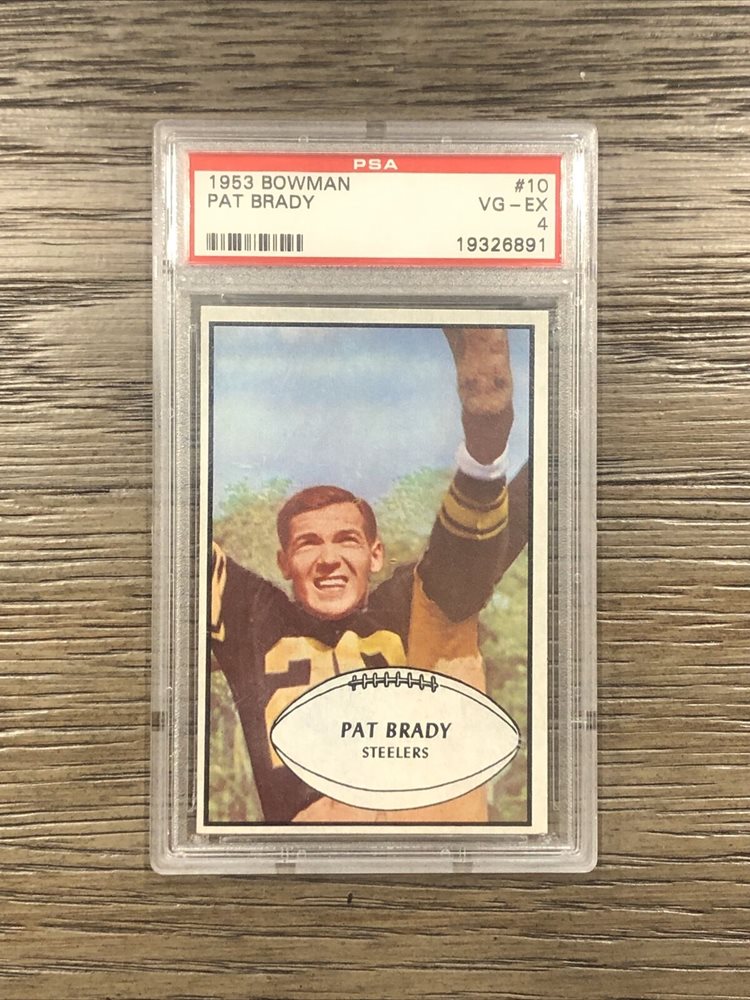 PSA
1953 BOWMAN #10
PAT BRADY VG-EX
4
19326891
PAT BRADY
STEELERS